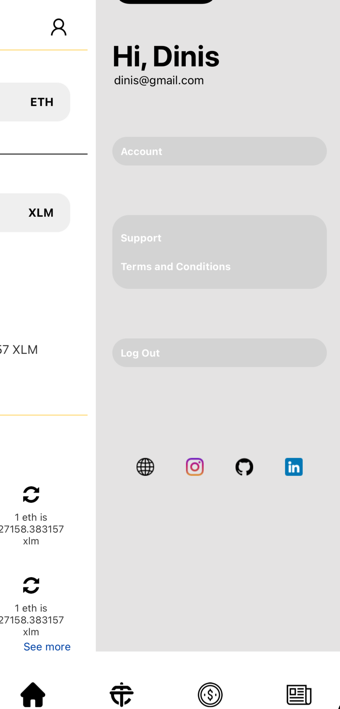 ETH
XLM
57 XLM
1 eth is
27158.383157
xlm
1 eth is
27158.383157
xlm
See more
Hi, Dinis
dinis@gmail.com
Account
Support
Terms and Conditions
Log Out
in